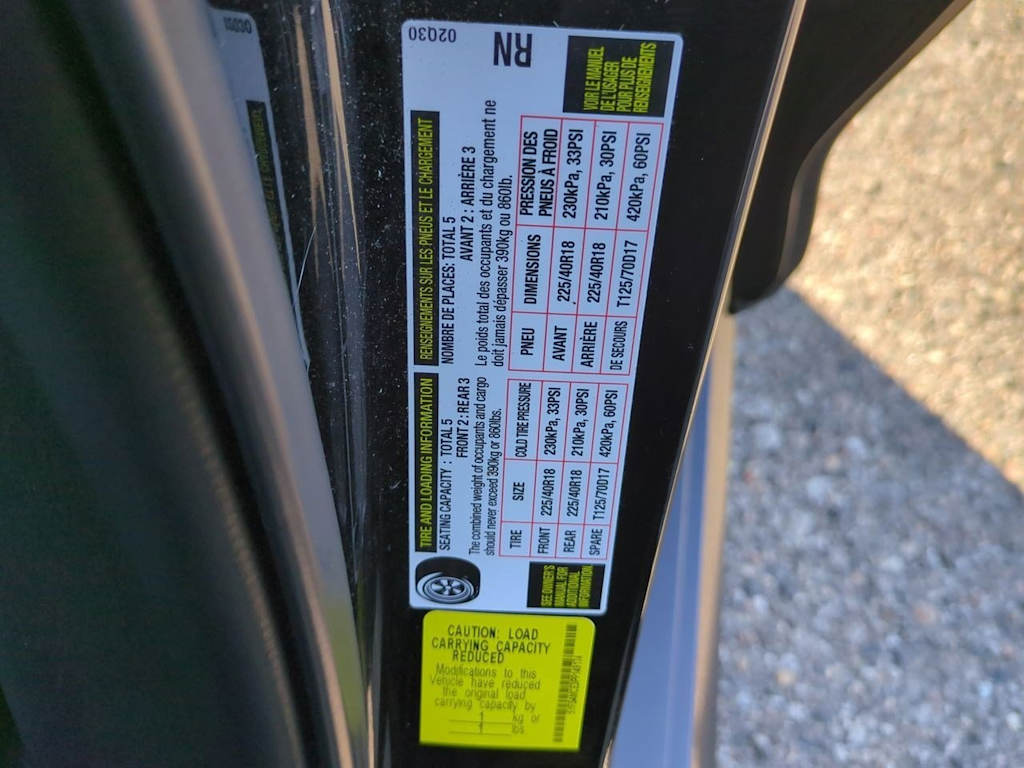 TIRE AND LOADING INFORMATION
SEATING CAPACITY : TOTAL 5
FRONT 2 : REAR 3
The combined weight of occupants and cargo
should never exceed 390kg or 860lbs.
TIRE SIZE COLD TIRE PRESSURE
FRONT 225/40R18 230kPa, 33PSI
REAR 225/40R18 210kPa, 30PSI
SPARE T125/70D17 420kPa, 60PSI
SEE OWNER'S
MANUAL FOR
ADDITIONAL
INFORMATION
RENSEIGNEMENTS SUR LES PNEUS ET LE CHARGEMENT
NOMBRE DE PLACES: TOTAL 5
AVANT 2 : ARRIÈRE 3
Le poids total des occupants et du chargement ne
doit jamais dépasser 390kg ou 860lb.
PNEU DIMENSIONS PRESSION DES
PNEUS À FROID
AVANT 225/40R18 230kPa, 33PSI
ARRIÈRE 225/40R18 210kPa, 30PSI
DE SECOURS T125/70D17 420kPa, 60PSI
VOIR LE MANUEL
DE L'USAGER
POUR PLUS DE
RENSEIGNEMENTS
02Q30
RN
CAUTION: LOAD
CARRYING CAPACITY
REDUCED
Modifications to this
Vehicle have reduced
the original load
carrying capacity by
kg or
lbs